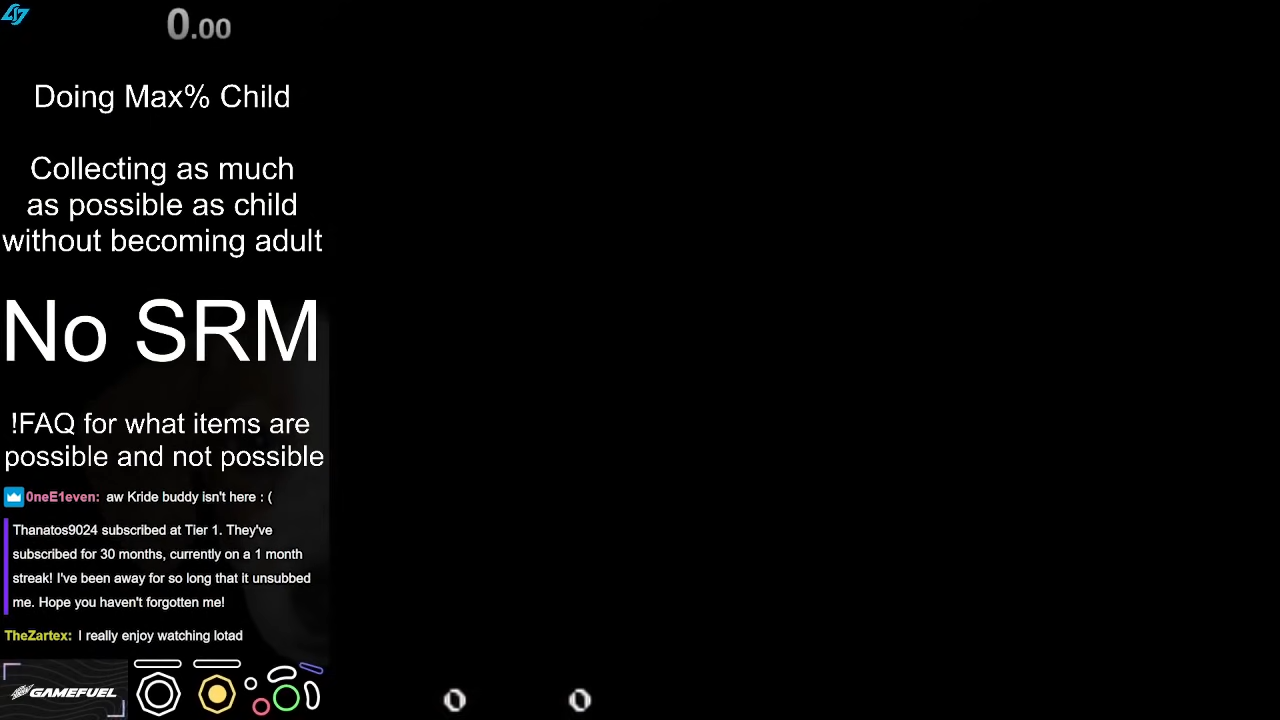 0.00
Doing Max% Child
Collecting as much
as possible as child
without becoming adult
No SRM
!FAQ for what items are
possible and not possible
0neE1even: aw Kride buddy isn't here : (
Thanatos9024 subscribed at Tier 1. They've
subscribed for 30 months, currently on a 1 month
streak! I've been away for so long that it unsubbed
me. Hope you haven't forgotten me!
TheZartex: I really enjoy watching lotad
GAMEFUEL
0 0